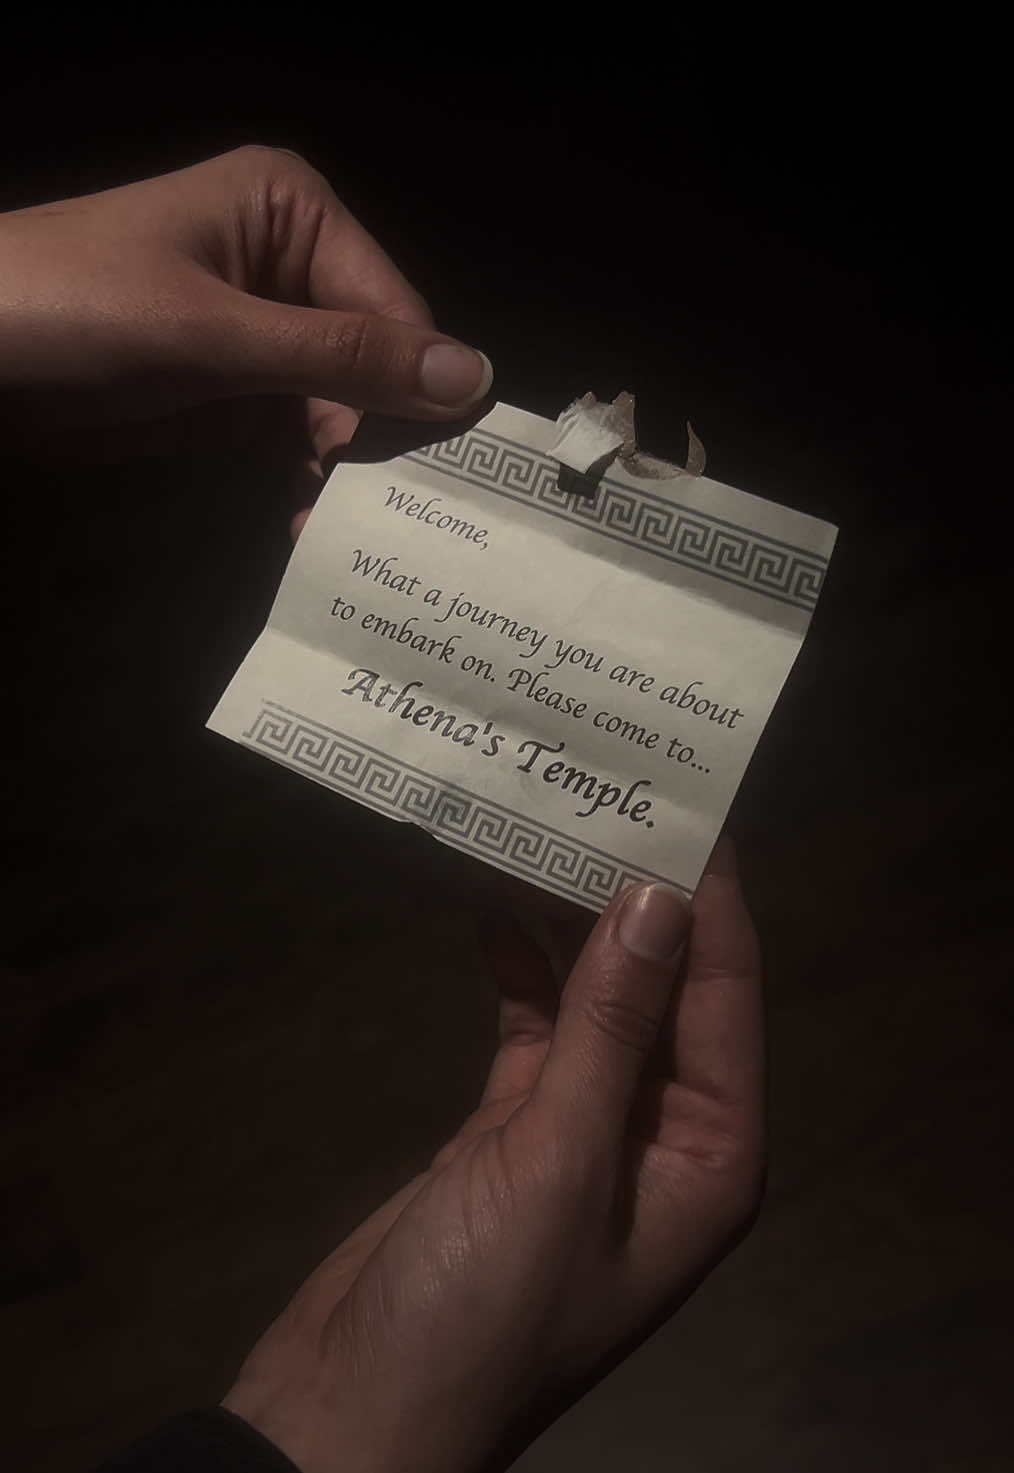 Welcome,
What a journey you are about
to embark on. Please come to...
Athena's Temple.